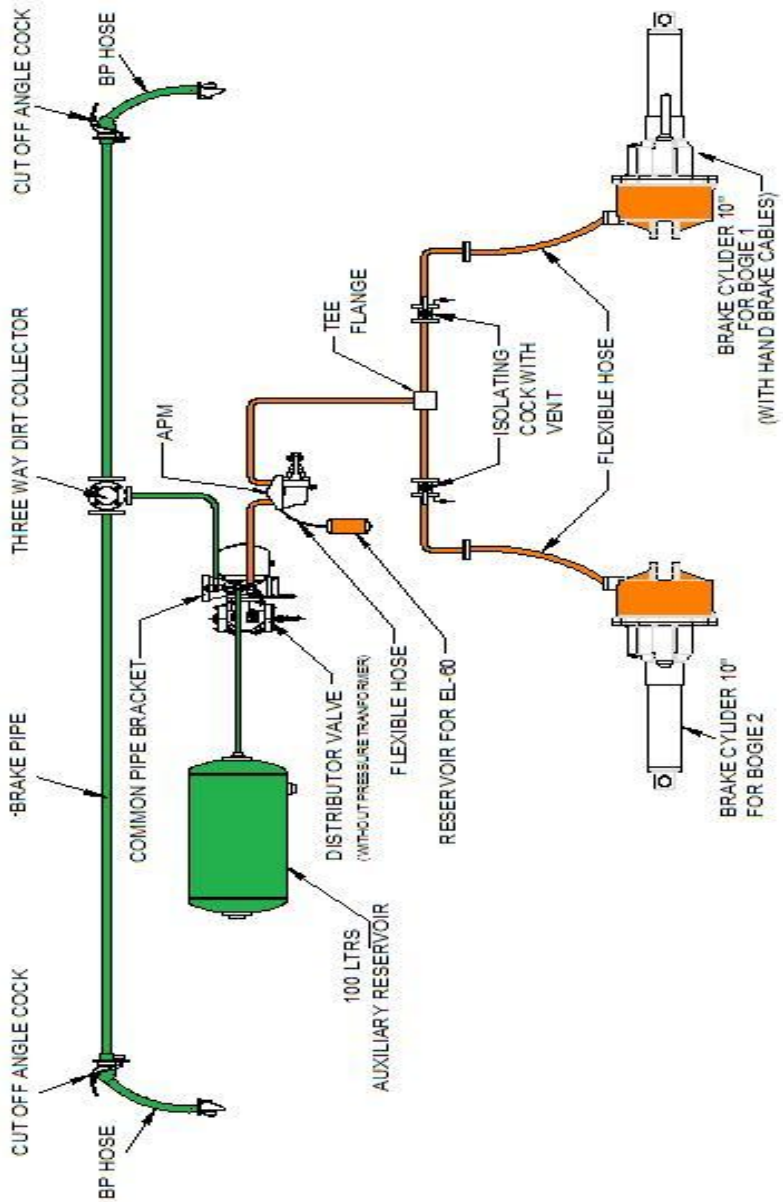 CUT OFF ANGLE COCK
-BRAKE PIPE
THREE WAY DIRT COLLECTOR
CUT OFF ANGLE COCK
BP HOSE
BP HOSE
COMMON PIPE BRACKET
APM
TEE
FLANGE
100 LTRS
AUXILIARY RESERVOIR
DISTRIBUTOR VALVE
(WITHOUT PRESSURE TRANFORMER)
FLEXIBLE HOSE
RESERVOIR FOR EL-60
ISOLATING
COCK WITH
VENT
FLEXIBLE HOSE
BRAKE CYLIDER 10"
FOR BOGIE 2
BRAKE CYLIDER 10"
FOR BOGIE 1
(WITH HAND BRAKE CABLES)